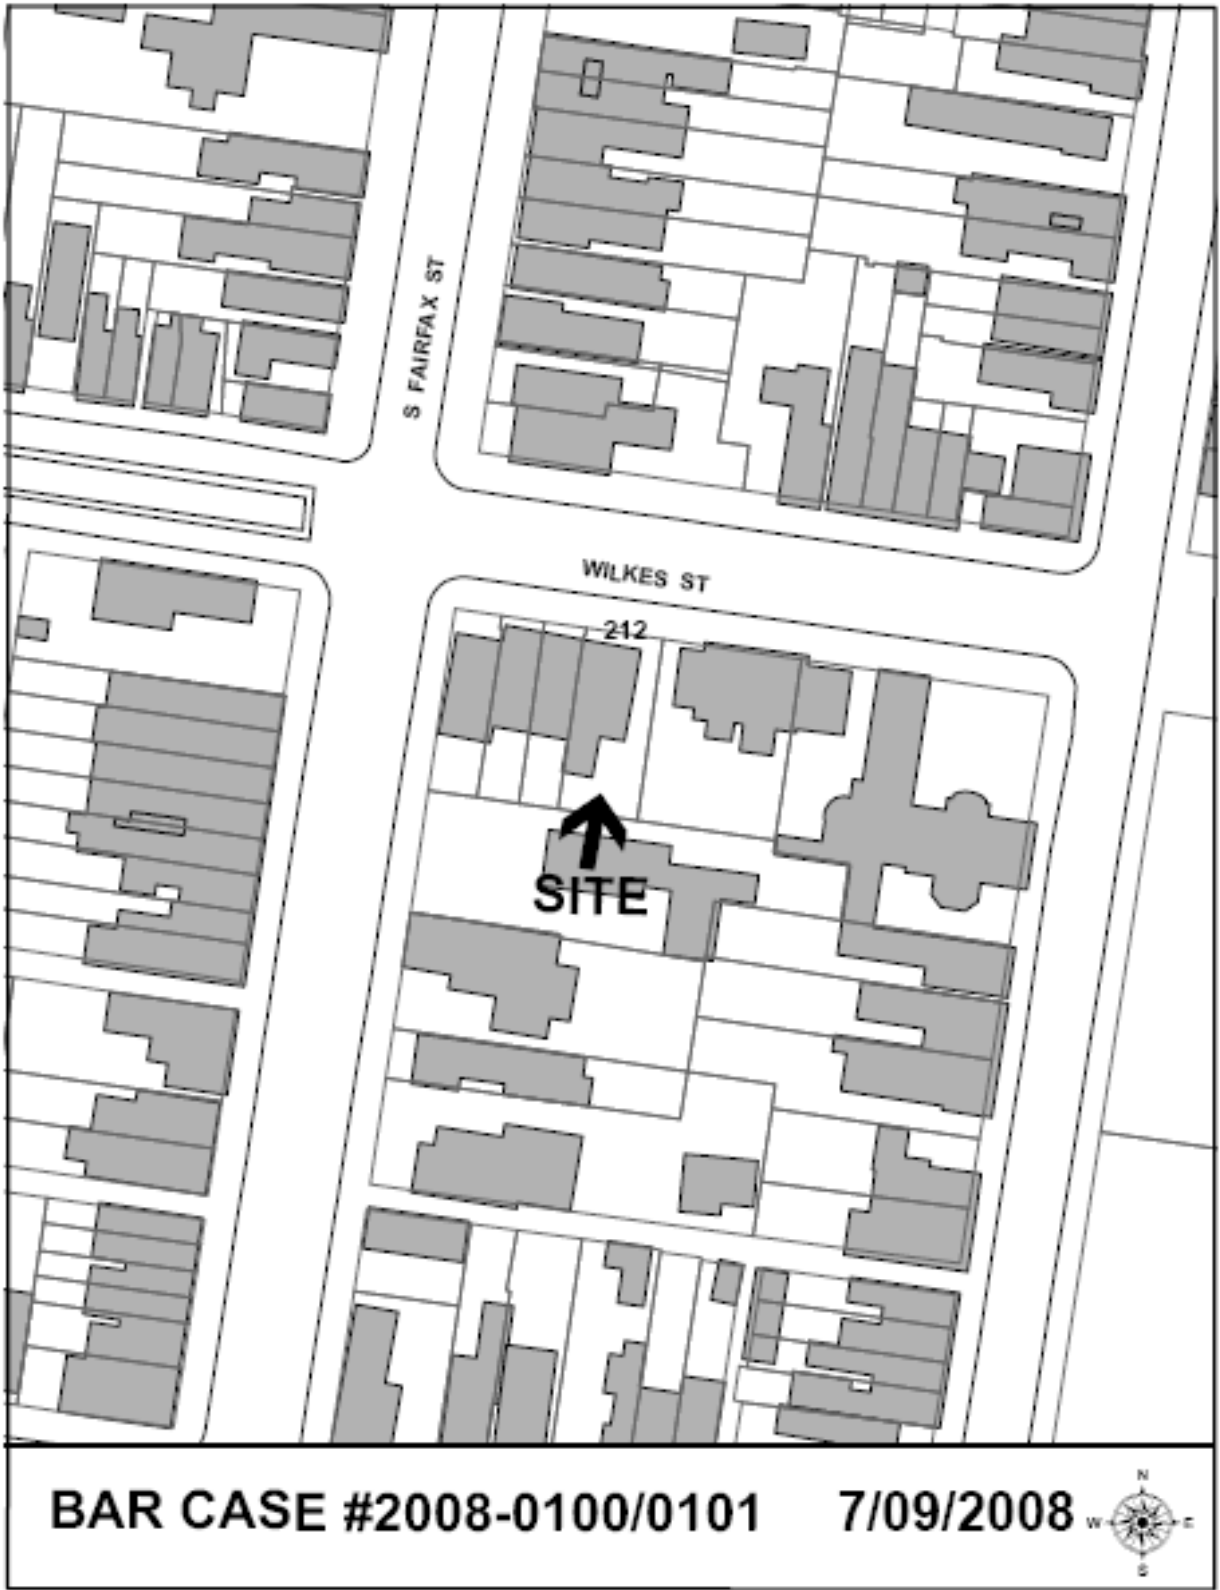 S FAIRFAX ST
WILKES ST
212
SITE
BAR CASE #2008-0100/0101 7/09/2008
N
W E
S